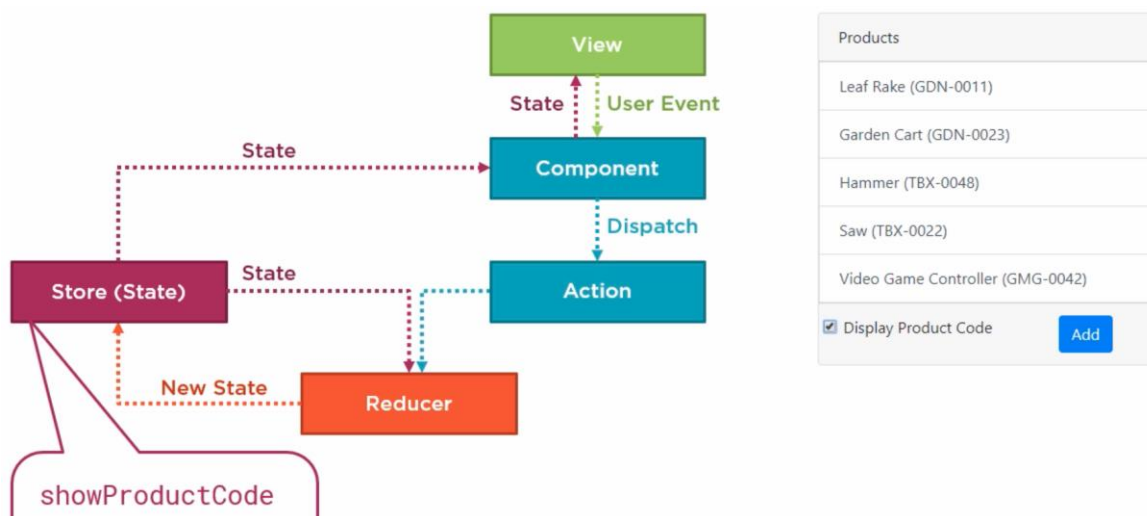 View
State
User Event
State
Component
Dispatch
Store (State)
State
Action
New State
Reducer
showProductCode
Products
Leaf Rake (GDN-0011)
Garden Cart (GDN-0023)
Hammer (TBX-0048)
Saw (TBX-0022)
Video Game Controller (GMG-0042)
Display Product Code
Add